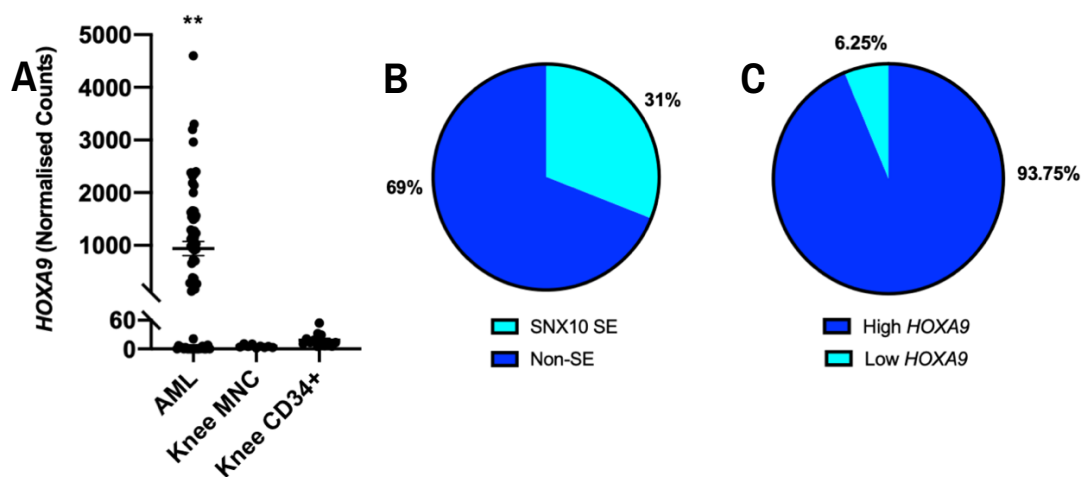 A
HOXA9 (Normalised Counts)
**
5000
4000
3000
2000
1000
60
0
AML
Knee MNC
Knee CD34+
B
31%
69%
SNX10 SE
Non-SE
C
6.25%
93.75%
High HOXA9
Low HOXA9